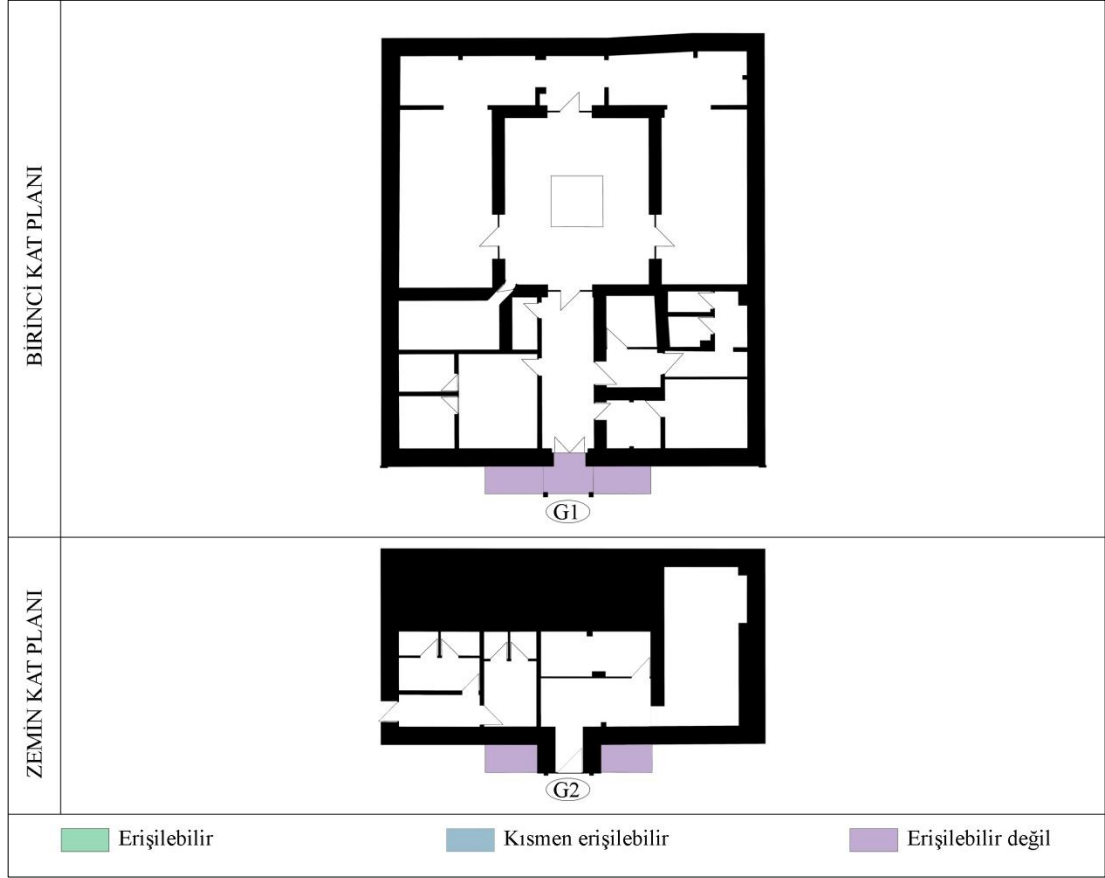 BİRİNCİ KAT PLANI
G1
ZEMİN KAT PLANI
G2
Erişilebilir
Kısmen erişilebilir
Erişilebilir değil